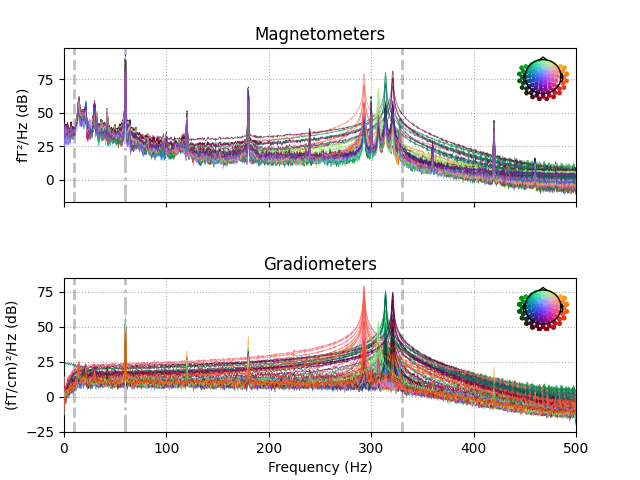 Magnetometers
fT²/Hz (dB)
75
50
25
0
Gradiometers
(fT/cm)²/Hz (dB)
75
50
25
0
−25
0 100 200 300 400 500
Frequency (Hz)